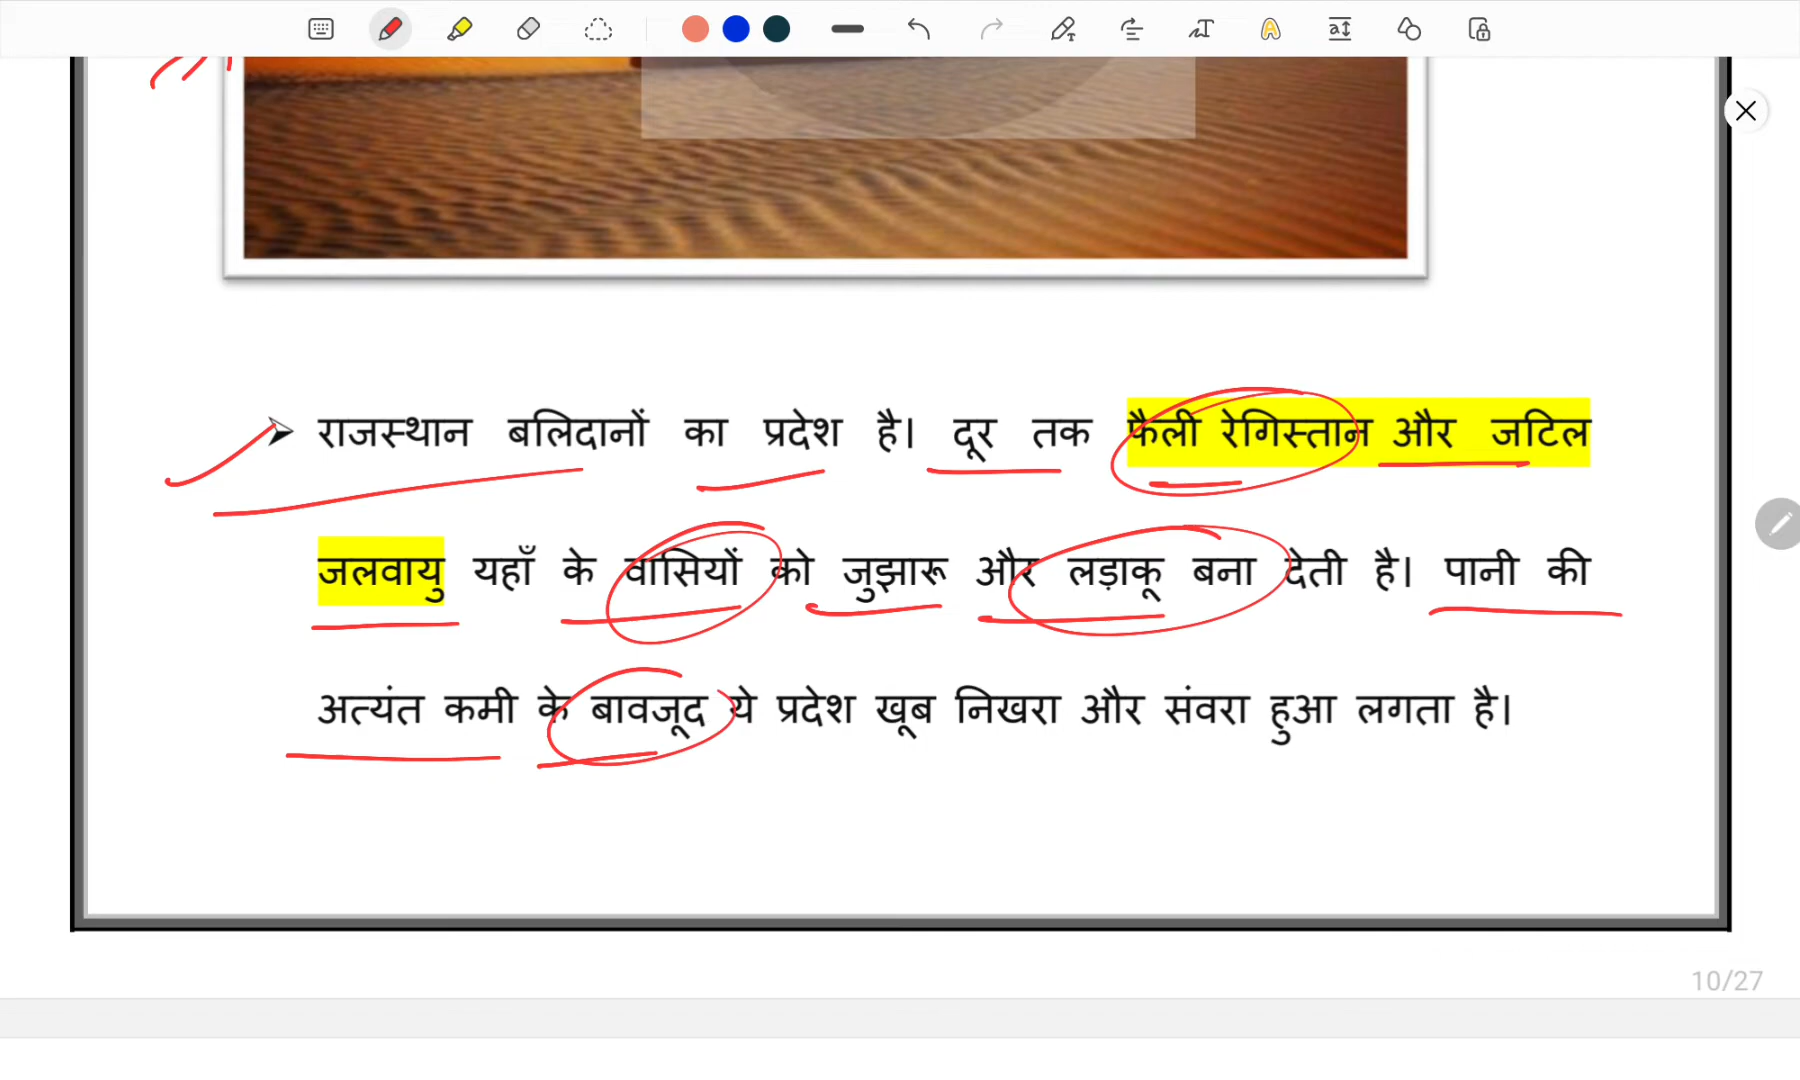 राजस्थान बलिदानों का प्रदेश है। दूर तक फैली रेगिस्तान और जटिल
जलवायु यहाँ के वासियों को जुझारू और लड़ाकू बना देती है। पानी की
अत्यंत कमी के बावजूद ये प्रदेश खूब निखरा और संवरा हुआ लगता है।
10/27